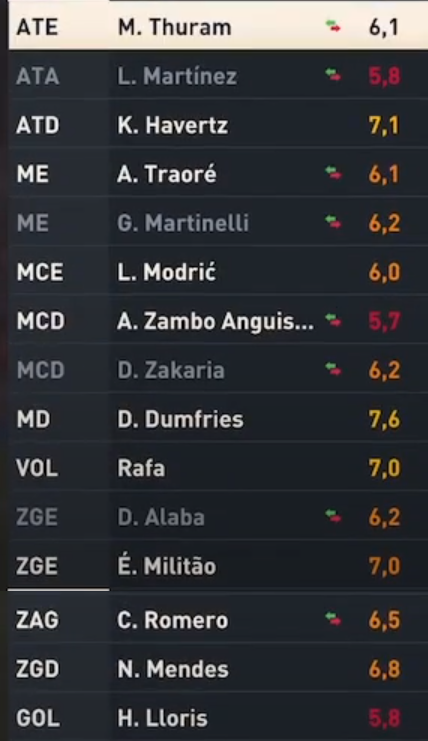 ATE M. Thuram 6,1
ATA L. Martínez 5,8
ATD K. Havertz 7,1
ME A. Traoré 6,1
ME G. Martinelli 6,2
MCE L. Modrić 6,0
MCD A. Zambo Anguis... 5,7
MCD D. Zakaria 6,2
MD D. Dumfries 7,6
VOL Rafa 7,0
ZGE D. Alaba 6,2
ZGE É. Militão 7,0
ZAG C. Romero 6,5
ZGD N. Mendes 6,8
GOL H. Lloris 5,8